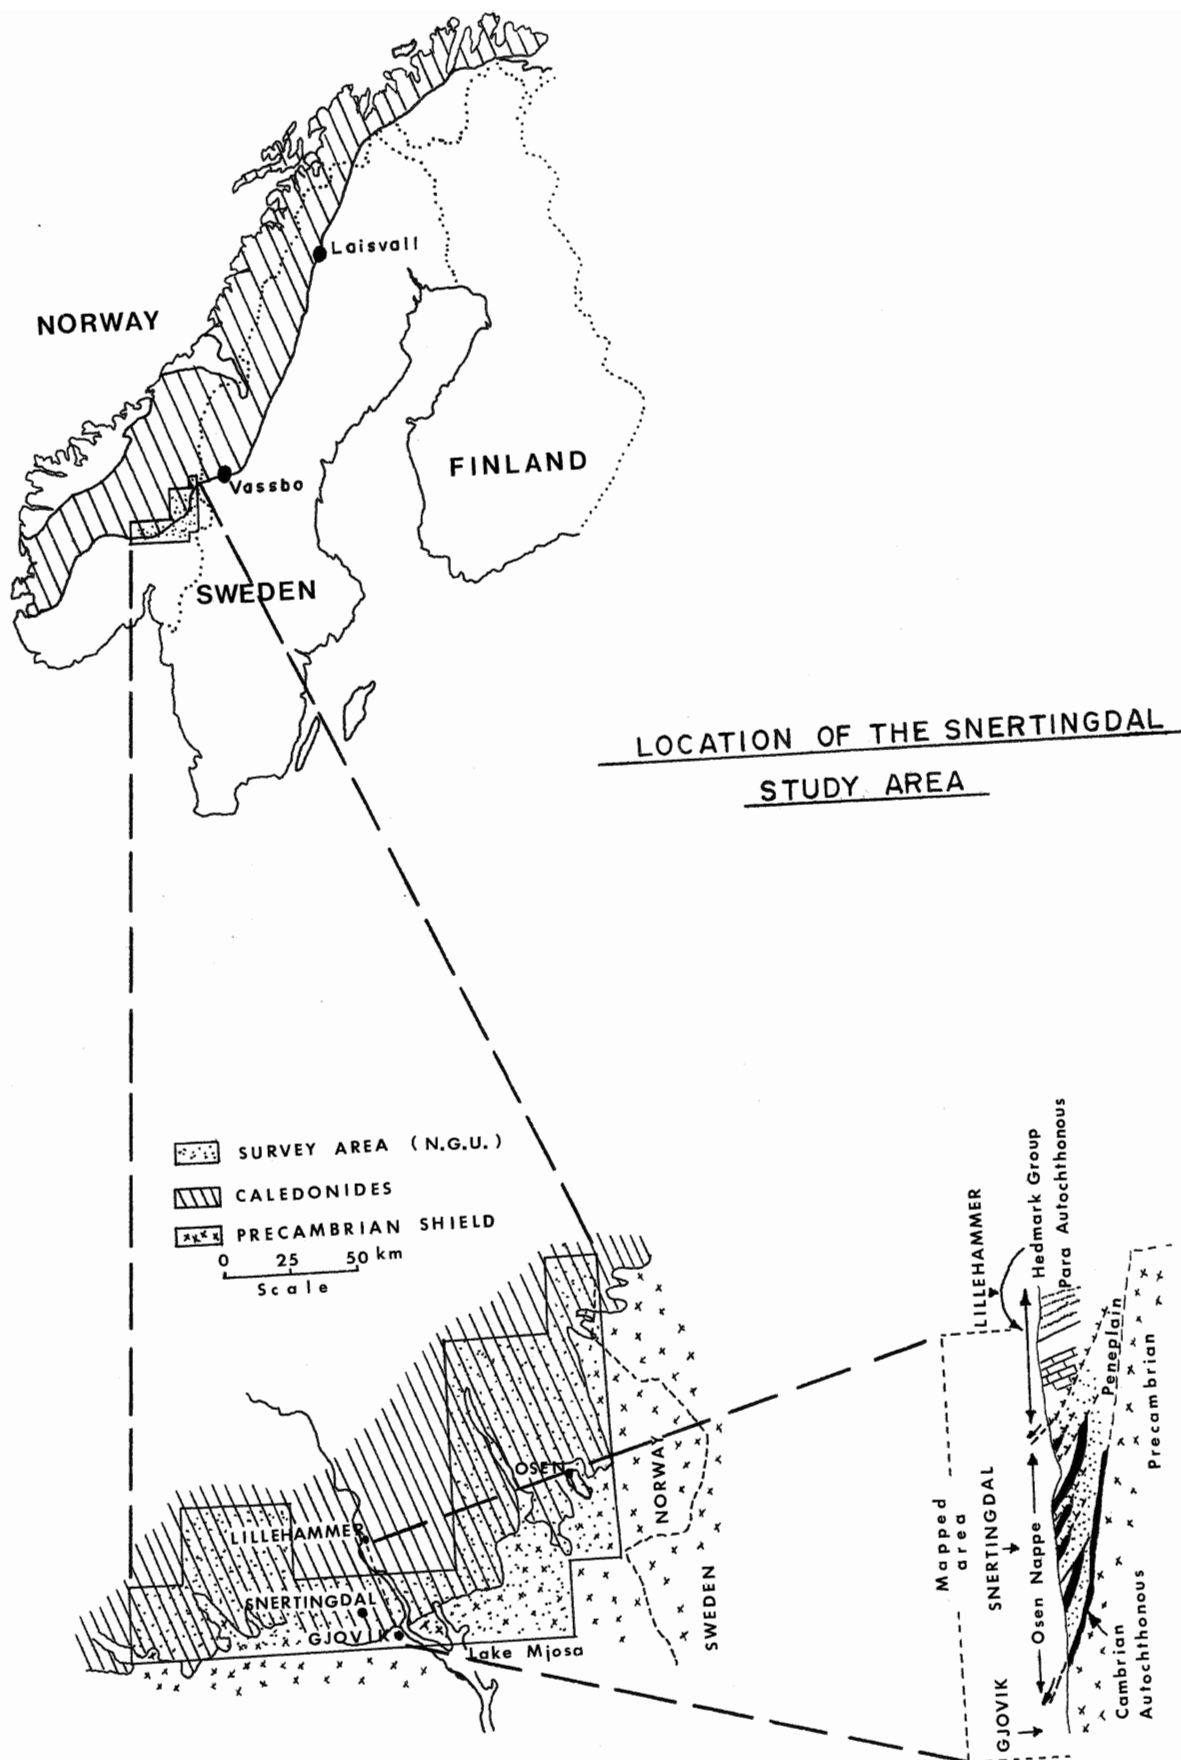 Laisvall
NORWAY
FINLAND
Vassbo
SWEDEN
LOCATION OF THE SNERTINGDAL
STUDY AREA
SURVEY AREA (N.G.U.)
CALEDONIDES
PRECAMBRIAN SHIELD
0 25 50 km
Scale
OSEN
NORWAY
LILLEHAMMER
SNERTINGDAL
GJOVIK
SWEDEN
Lake Mjosa
LILLEHAMMER
Hedmark Group
Para Autochthonous
Peneplain
Precambrian
Mapped
area
SNERTINGDAL
Osen Nappe
GJOVIK
Cambrian
Autochthonous